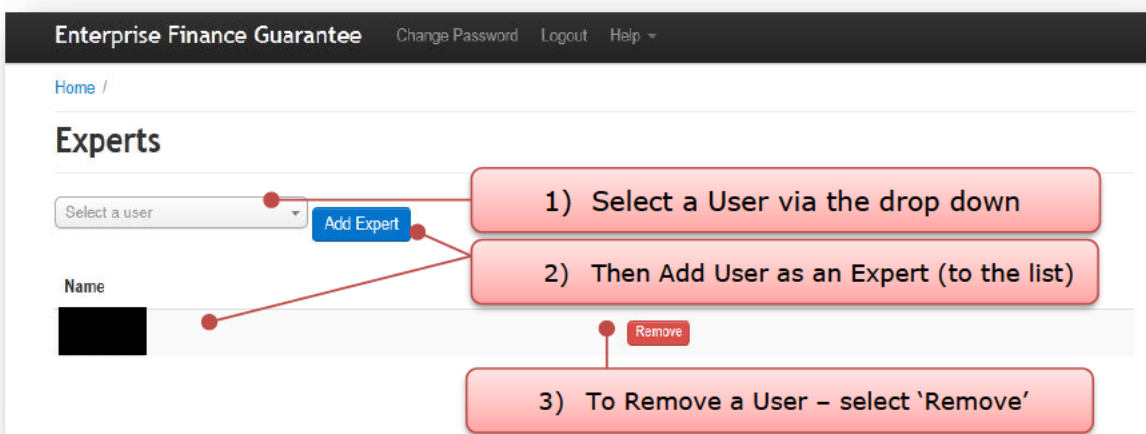 Enterprise Finance Guarantee Change Password Logout Help
Home /
Experts
Select a user
Add Expert
1) Select a User via the drop down
2) Then Add User as an Expert (to the list)
Name
Remove
3) To Remove a User – select ‘Remove’